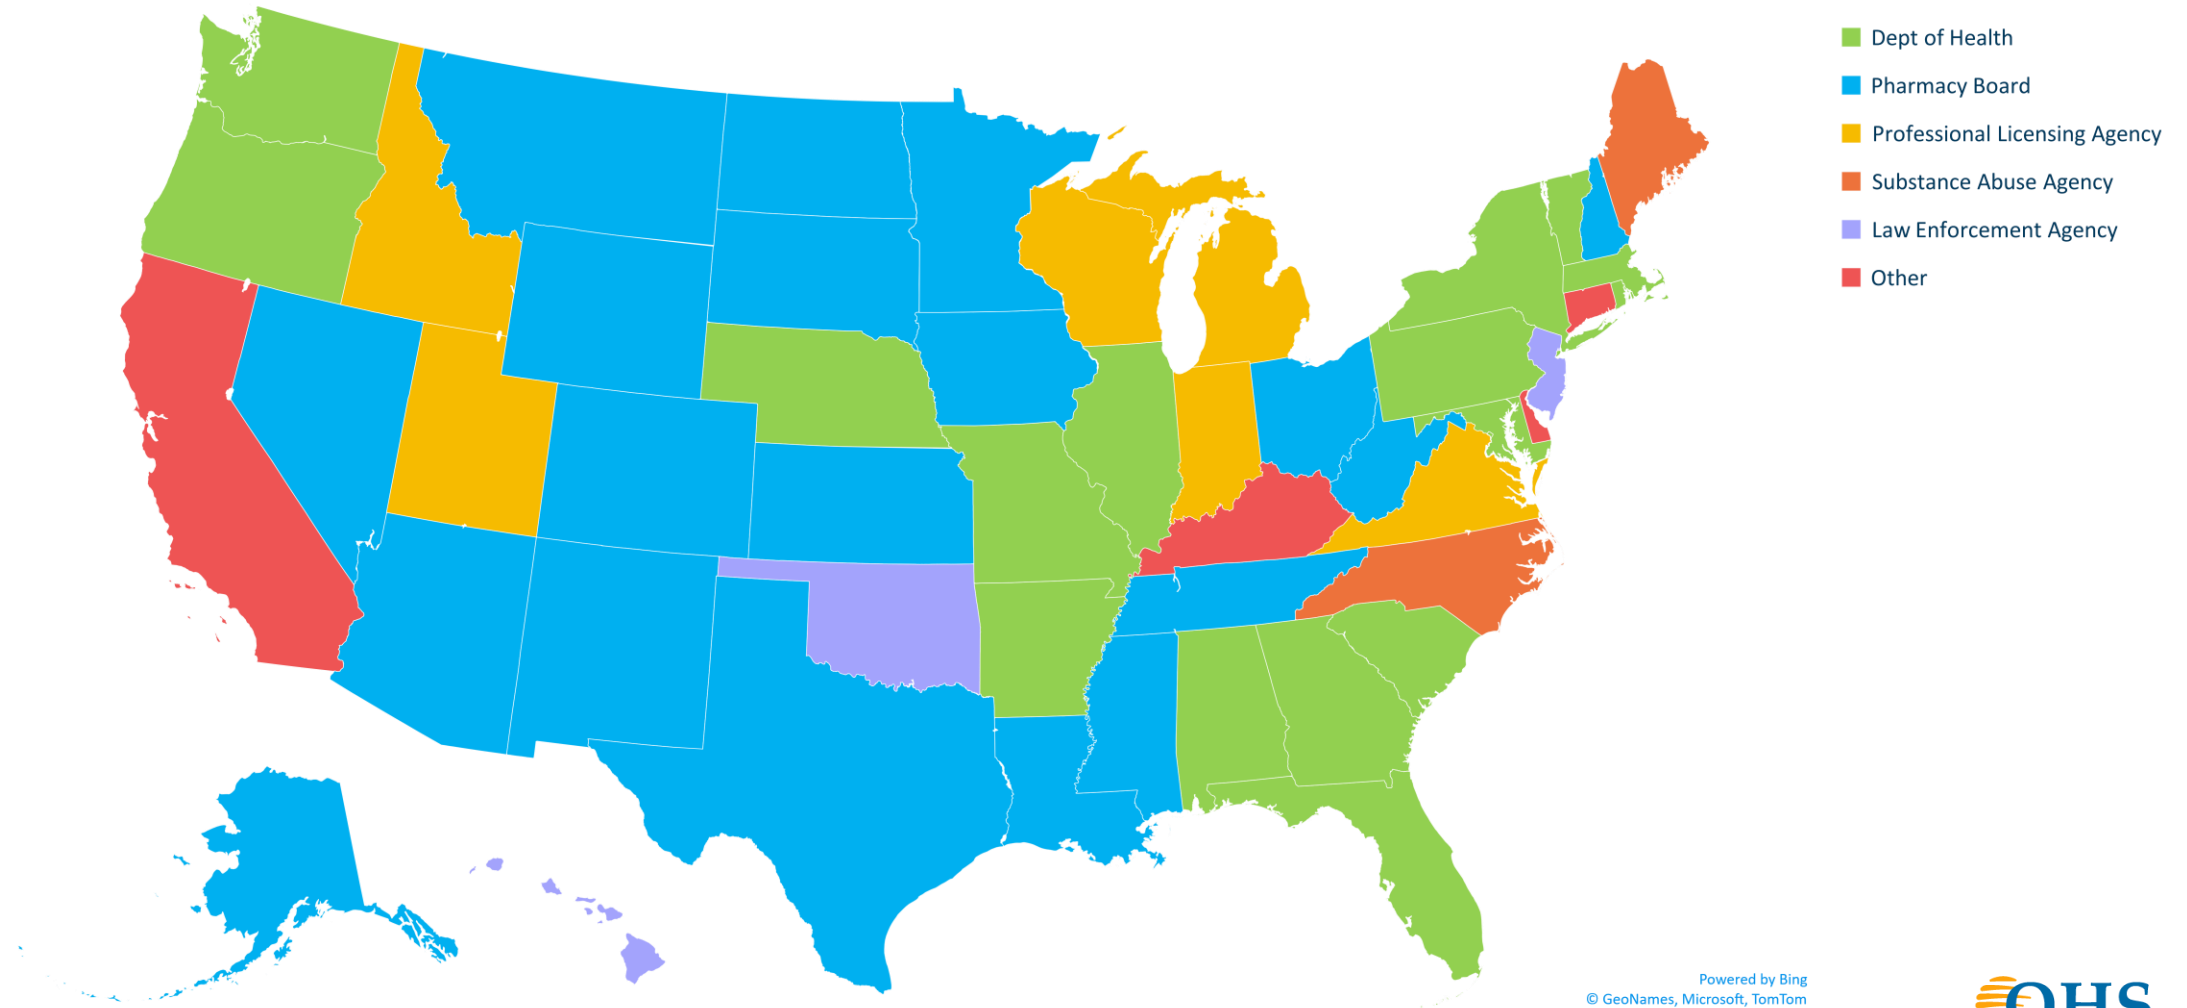 Dept of Health
Pharmacy Board
Professional Licensing Agency
Substance Abuse Agency
Law Enforcement Agency
Other
Powered by Bing
© GeoNames, Microsoft, TomTom
OHS